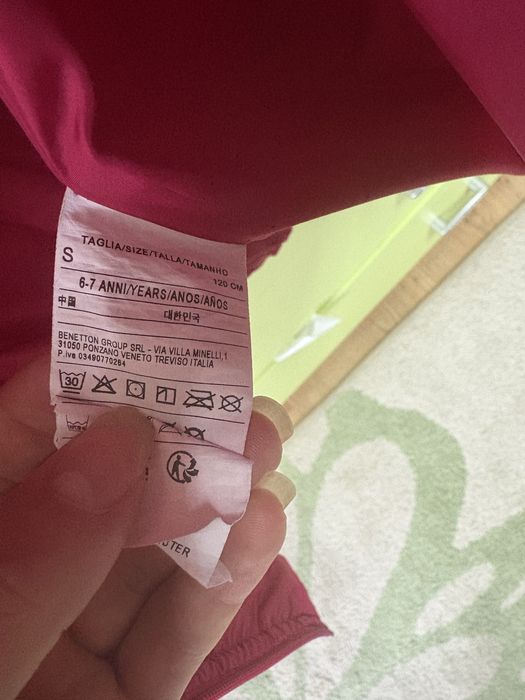 TAGLIA/SIZE/TALLA/TAMANHO
S
120 CM
6-7 ANNI/YEARS/ANOS/AÑOS
中国
대한민국
BENETTON GROUP SRL - VIA VILLA MINELLI,1
31050 PONZANO VENETO TREVISO ITALIA
P.iva 03490770264
30